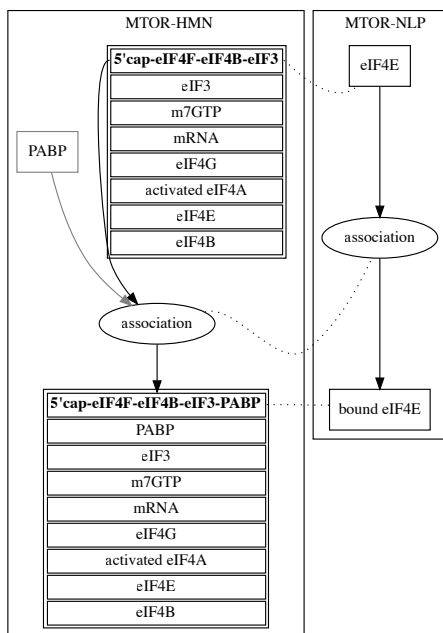 MTOR-HMN
5'cap-eIF4F-eIF4B-eIF3
eIF3
m7GTP
mRNA
eIF4G
activated eIF4A
eIF4E
eIF4B
PABP
association
5'cap-eIF4F-eIF4B-eIF3-PABP
PABP
eIF3
m7GTP
mRNA
eIF4G
activated eIF4A
eIF4E
eIF4B
MTOR-NLP
eIF4E
association
bound eIF4E